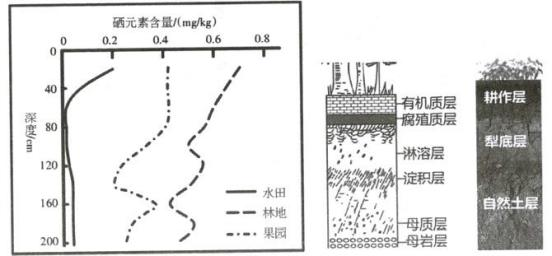 硒元素含量/(mg/kg)
0 0.2 0.4 0.6 0.8
0
40
80
120
160
200
深度/cm
水田
林地
果园
有机质层
腐殖质层
淋溶层
淀积层
母质层
母岩层
耕作层
犁底层
自然土层